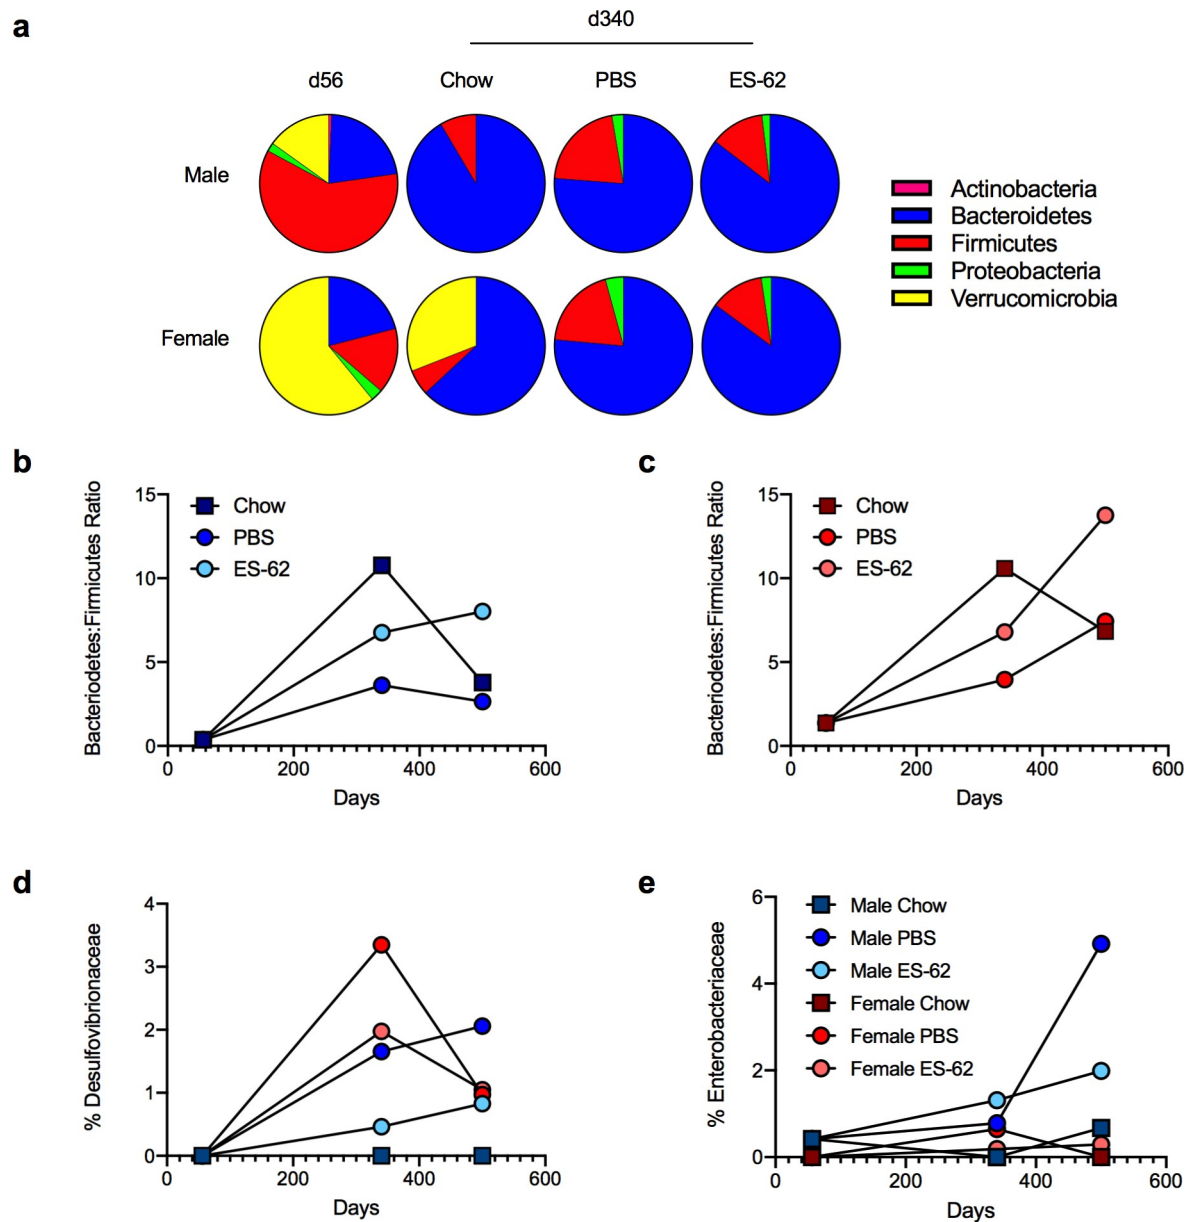 a
d340
d56
Chow
PBS
ES-62
Male
Female
Actinobacteria
Bacteroidetes
Firmicutes
Proteobacteria
Verrucomicrobia
b
Bacteriodetes:Firmicutes Ratio
15
10
5
0
0 200 400 600
Days
Chow
PBS
ES-62
c
Bacteriodetes:Firmicutes Ratio
15
10
5
0
0 200 400 600
Days
Chow
PBS
ES-62
d
% Desulfovibrionaceae
4
3
2
1
0
0 200 400 600
Days
e
% Enterobacteriaceae
6
4
2
0
0 200 400 600
Days
Male Chow
Male PBS
Male ES-62
Female Chow
Female PBS
Female ES-62